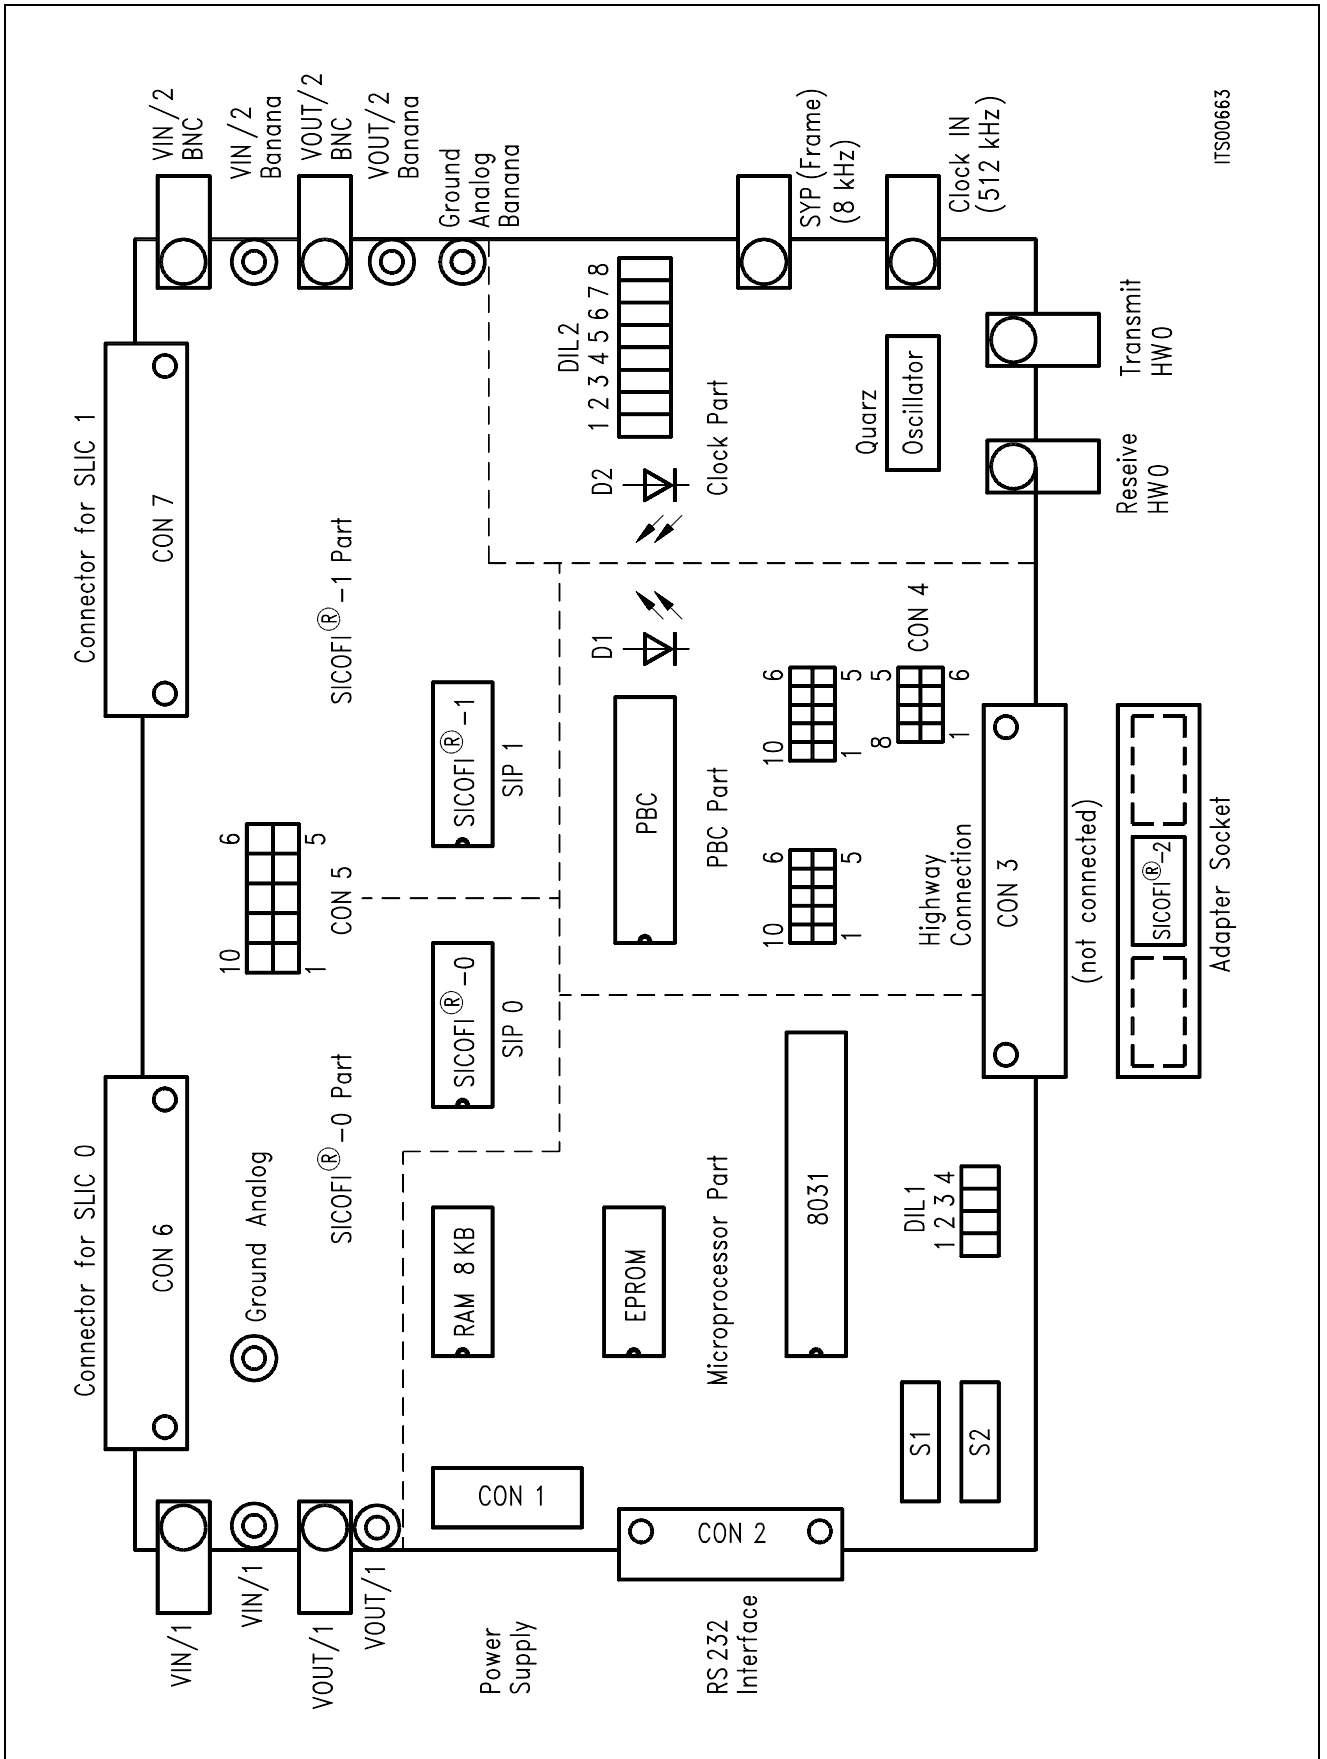 Connector for SLIC 0
CON 6
Connector for SLIC 1
CON 7
VIN/1
VIN/1
VOUT/1
VOUT/1
Ground Analog
SICOFI®-0 Part
10 6
1 5
CON 5
SICOFI®-1 Part
VIN/2
BNC
VIN/2
Banana
VOUT/2
BNC
VOUT/2
Banana
Ground
Analog
Banana
Power
Supply
CON 1
RAM 8KB
SICOFI®-0
SIP 0
SICOFI®-1
SIP 1
RS232
Interface
CON 2
EPROM
Microprocessor Part
8031
PBC
PBC Part
D1
D2
DIL2
1 2 3 4 5 6 7 8
Clock Part
10 6
1 5
10 6
1 5
CON 4
8 5
1 6
SYP (Frame)
(8 kHz)
Quarz
Oscillator
Clock IN
(512 kHz)
S1
S2
DIL1
1 2 3 4
Highway
Connection
CON 3
(not connected)
SICOFI®-2
Adapter Socket
Reseive
HW0
Transmit
HW0
ITS00663